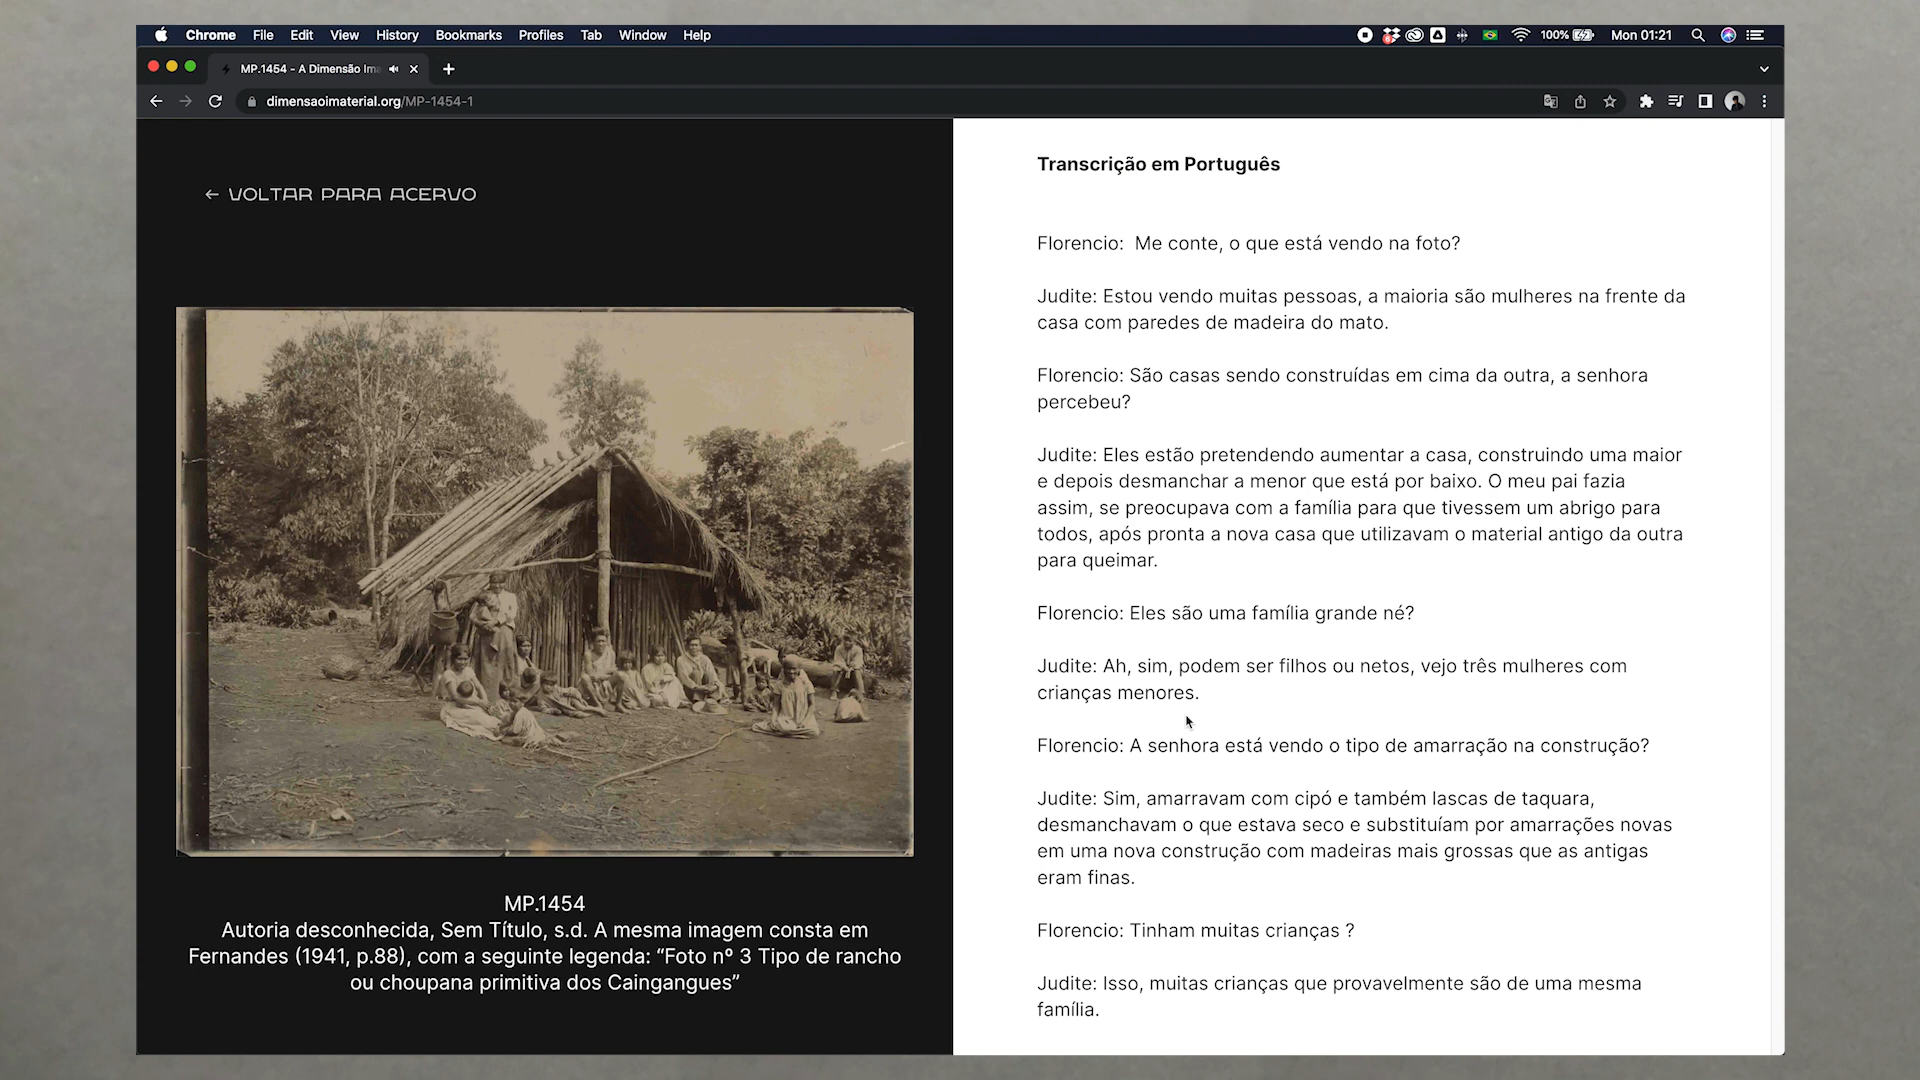 Chrome File Edit View History Bookmarks Profiles Tab Window Help
100% Mon 01:21
MP.1454 - A Dimensão Im
dimensaoimaterial.org/MP-1454-1
← VOLTAR PARA ACERVO
MP.1454
Autoria desconhecida, Sem Título, s.d. A mesma imagem consta em
Fernandes (1941, p.88), com a seguinte legenda: “Foto nº 3 Tipo de rancho
ou choupana primitiva dos Caingangues”
Transcrição em Português
Florencio:  Me conte, o que está vendo na foto?
Judite: Estou vendo muitas pessoas, a maioria são mulheres na frente da
casa com paredes de madeira do mato.
Florencio: São casas sendo construídas em cima da outra, a senhora
percebeu?
Judite: Eles estão pretendendo aumentar a casa, construindo uma maior
e depois desmanchar a menor que está por baixo. O meu pai fazia
assim, se preocupava com a família para que tivessem um abrigo para
todos, após pronta a nova casa que utilizavam o material antigo da outra
para queimar.
Florencio: Eles são uma família grande né?
Judite: Ah, sim, podem ser filhos ou netos, vejo três mulheres com
crianças menores.
Florencio: A senhora está vendo o tipo de amarração na construção?
Judite: Sim, amarravam com cipó e também lascas de taquara,
desmanchavam o que estava seco e substituíam por amarrações novas
em uma nova construção com madeiras mais grossas que as antigas
eram finas.
Florencio: Tinham muitas crianças ?
Judite: Isso, muitas crianças que provavelmente são de uma mesma
família.